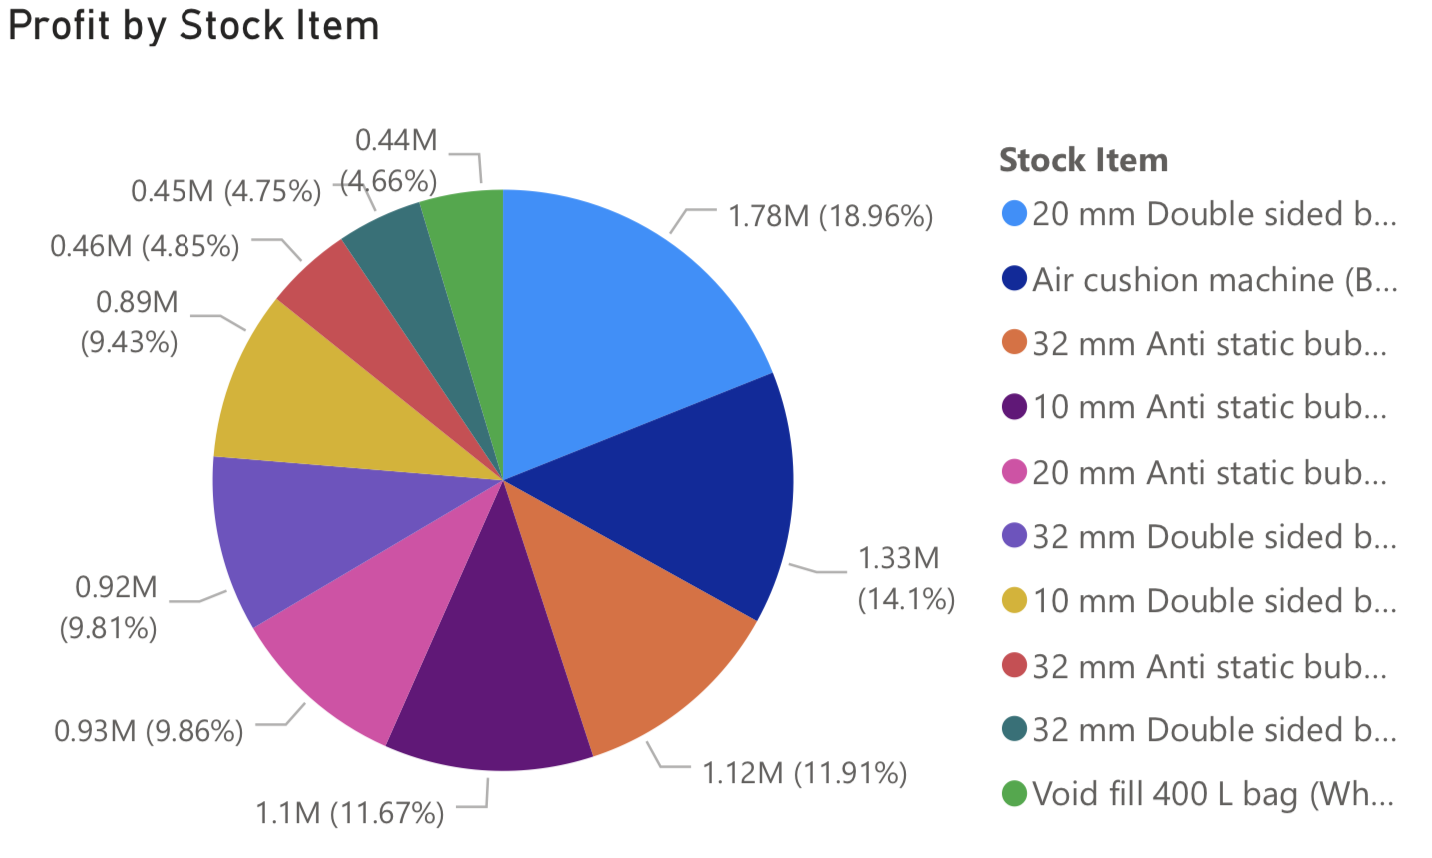 Profit by Stock Item
0.44M
(4.66%)
0.45M (4.75%)
0.46M (4.85%)
0.89M
(9.43%)
0.92M
(9.81%)
0.93M (9.86%)
1.1M (11.67%)
1.12M (11.91%)
1.33M
(14.1%)
1.78M (18.96%)
Stock Item
20 mm Double sided b...
Air cushion machine (B...
32 mm Anti static bub...
10 mm Anti static bub...
20 mm Anti static bub...
32 mm Double sided b...
10 mm Double sided b...
32 mm Anti static bub...
32 mm Double sided b...
Void fill 400 L bag (Wh...